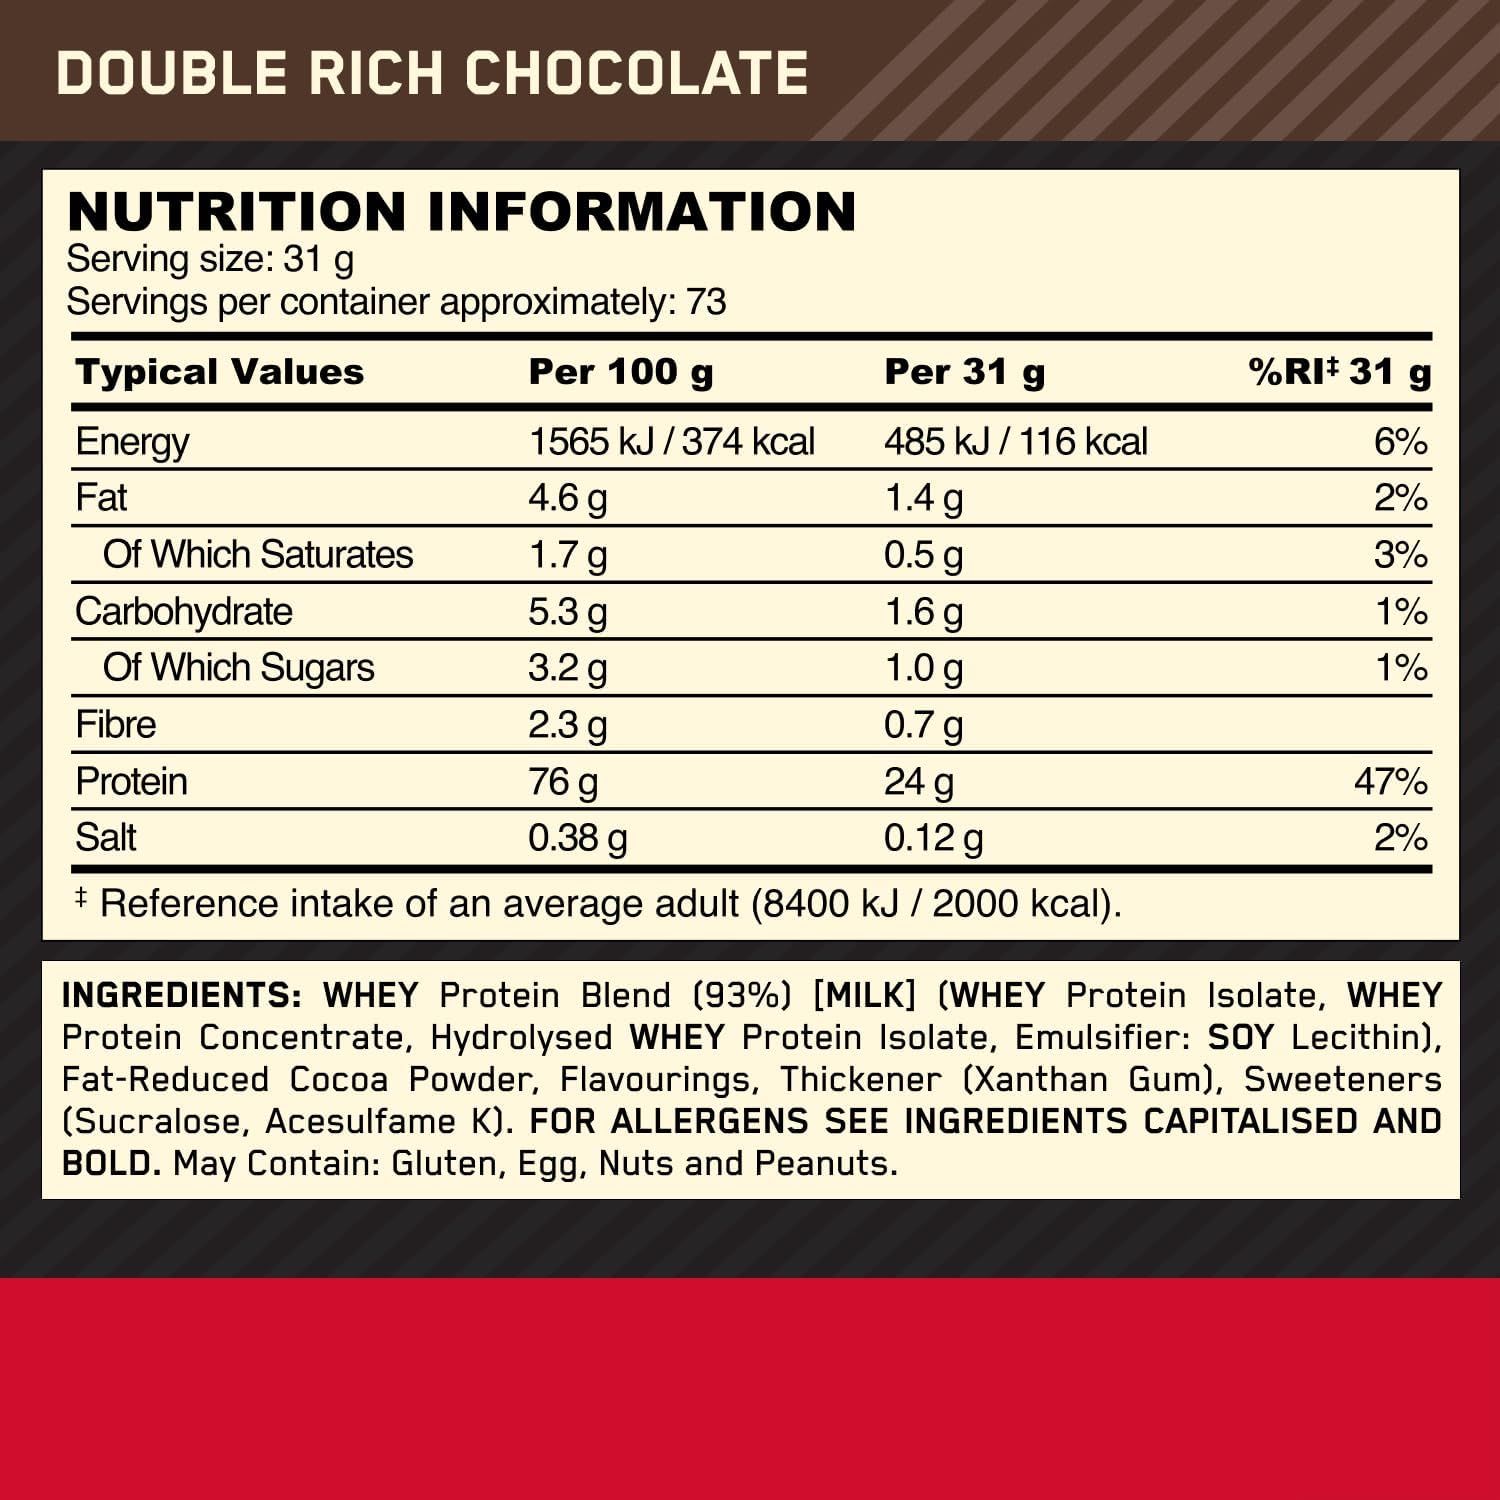 DOUBLE RICH CHOCOLATE
NUTRITION INFORMATION
Serving size: 31 g
Servings per container approximately: 73
Typical Values Per 100 g Per 31 g %RI‡ 31 g
Energy 1565 kJ / 374 kcal 485 kJ / 116 kcal 6%
Fat 4.6 g 1.4 g 2%
Of Which Saturates 1.7 g 0.5 g 3%
Carbohydrate 5.3 g 1.6 g 1%
Of Which Sugars 3.2 g 1.0 g 1%
Fibre 2.3 g 0.7 g
Protein 76 g 24 g 47%
Salt 0.38 g 0.12 g 2%
‡ Reference intake of an average adult (8400 kJ / 2000 kcal).
INGREDIENTS: WHEY Protein Blend (93%) [MILK] (WHEY Protein Isolate, WHEY
Protein Concentrate, Hydrolysed WHEY Protein Isolate, Emulsifier: SOY Lecithin),
Fat-Reduced Cocoa Powder, Flavourings, Thickener (Xanthan Gum), Sweeteners
(Sucralose, Acesulfame K). FOR ALLERGENS SEE INGREDIENTS CAPITALISED AND
BOLD. May Contain: Gluten, Egg, Nuts and Peanuts.